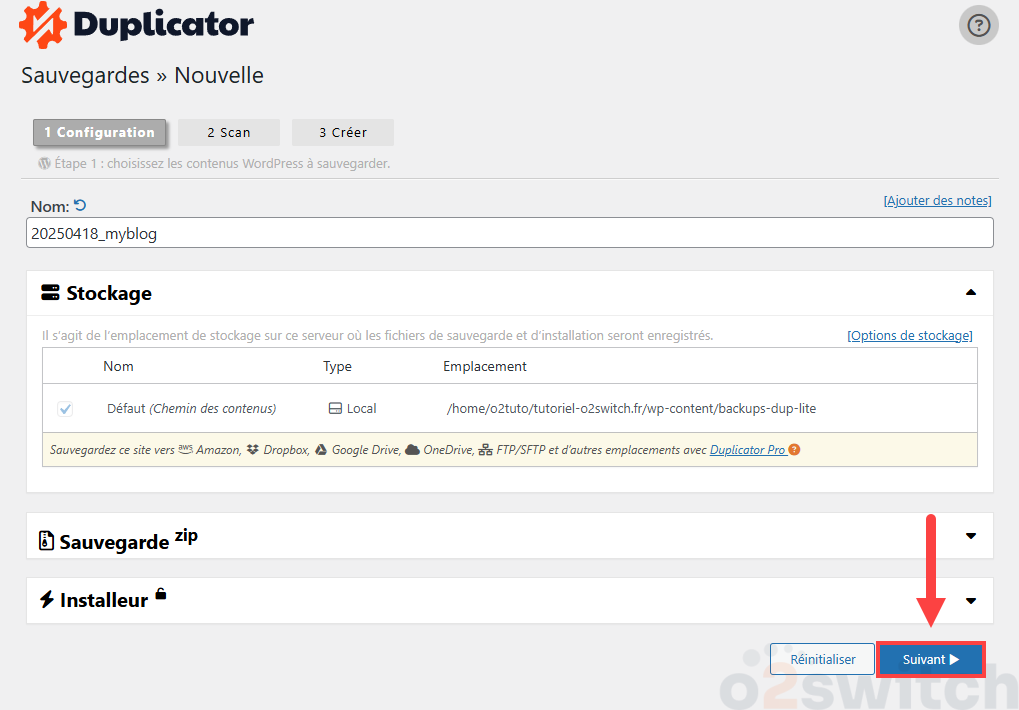 Duplicator
?
Sauvegardes » Nouvelle
1 Configuration
2 Scan
3 Créer
Étape 1 : choisissez les contenus WordPress à sauvegarder.
Nom:
[Ajouter des notes]
20250418_myblog
Stockage
Il s'agit de l'emplacement de stockage sur ce serveur où les fichiers de sauvegarde et d'installation seront enregistrés.
[Options de stockage]
Nom Type Emplacement
Défaut (Chemin des contenus) Local /home/o2tuto/tutoriel-o2switch.fr/wp-content/backups-dup-lite
Sauvegardez ce site vers aws Amazon, Dropbox, Google Drive, OneDrive, FTP/SFTP et d'autres emplacements avec Duplicator Pro ?
Sauvegarde zip
Installeur
Réinitialiser
Suivant
o2switch